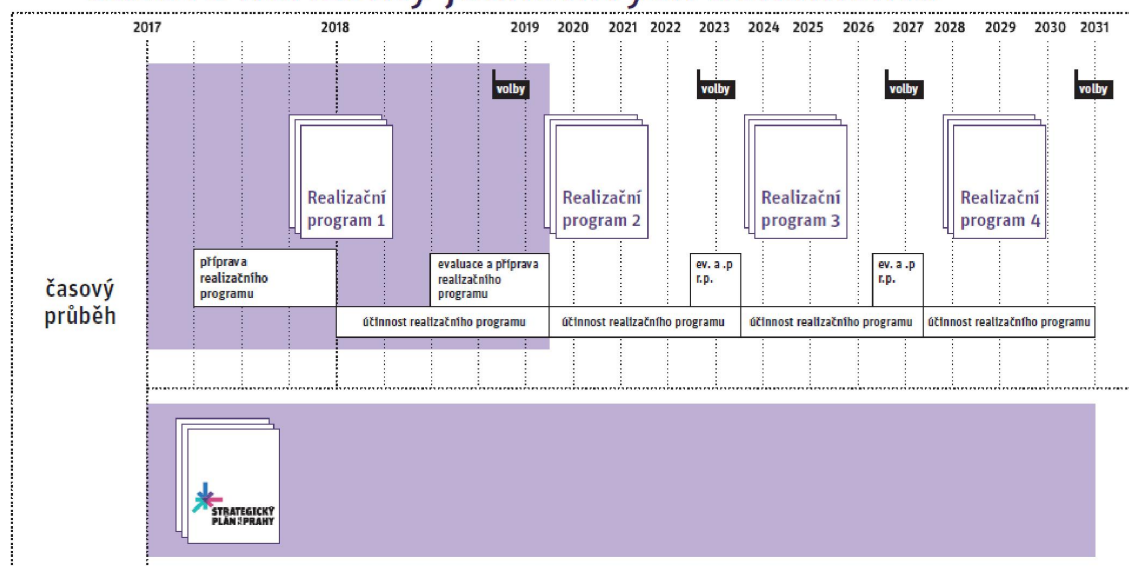 2017 2018 2019 2020 2021 2022 2023 2024 2025 2026 2027 2028 2029 2030 2031
volby volby volby volby
Realizační
program 1
Realizační
program 2
Realizační
program 3
Realizační
program 4
příprava
realizačního
programu
evaluace a příprava
realizačního
programu
ev. a .p
r.p.
ev. a .p
r.p.
časový
průběh
účinnost realizačního programu účinnost realizačního programu účinnost realizačního programu účinnost realizačního programu
STRATEGICKÝ
PLÁN PRAHY